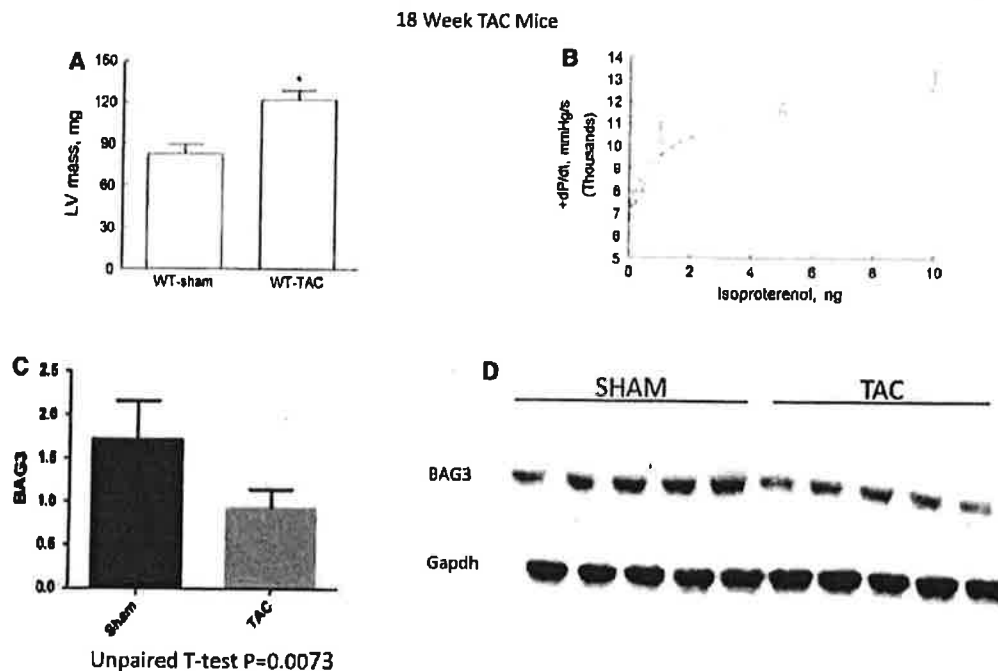 18 Week TAC Mice
A
LV mass, mg
160
120
90
60
30
0
WT-sham
WT-TAC
*
B
+dP/dt, mmHg/s
(Thousands)
14
13
12
11
10
9
8
7
6
5
0
2
4
6
8
10
Isoproterenol, ng
C
BAG3
2.5
2.0
1.5
1.0
0.5
0.0
Sham
TAC
Unpaired T-test P=0.0073
D
SHAM
TAC
BAG3
Gapdh